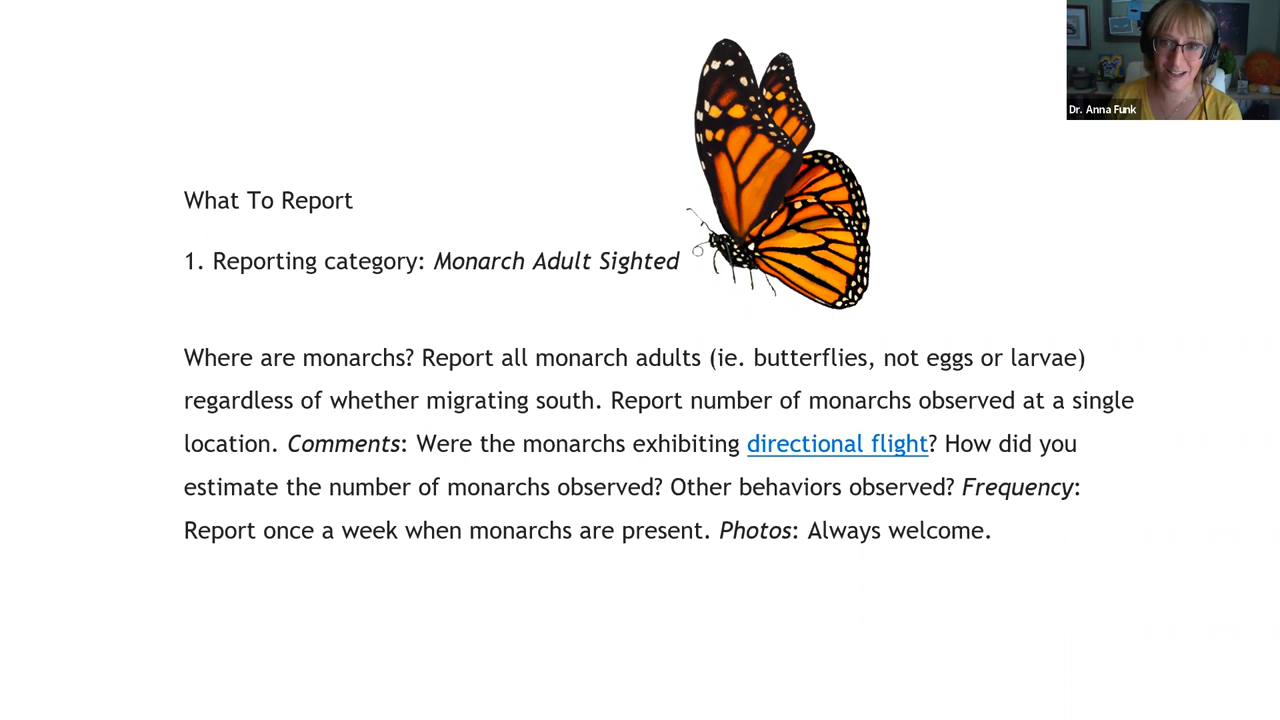 Dr. Anna Funk
What To Report
1. Reporting category: Monarch Adult Sighted
Where are monarchs? Report all monarch adults (ie. butterflies, not eggs or larvae)
regardless of whether migrating south. Report number of monarchs observed at a single
location. Comments: Were the monarchs exhibiting directional flight? How did you
estimate the number of monarchs observed? Other behaviors observed? Frequency:
Report once a week when monarchs are present. Photos: Always welcome.